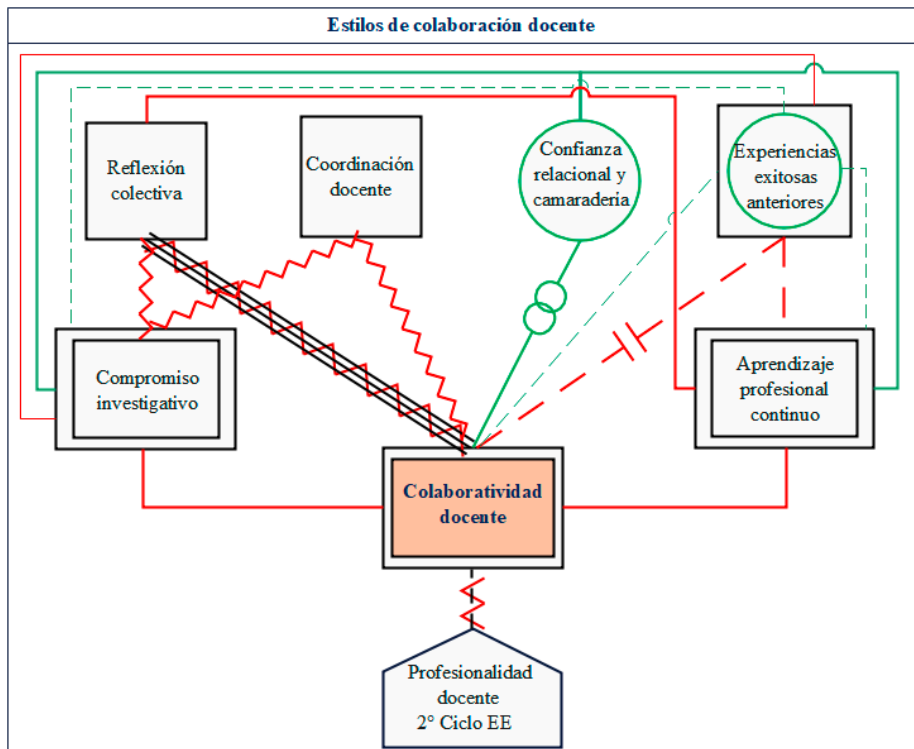 Estilos de colaboración docente
Reflexión
colectiva
Coordinación
docente
Confianza
relacional y
camaradería
Experiencias
exitosas
anteriores
Compromiso
investigativo
Aprendizaje
profesional
continuo
Colaboratividad
docente
Profesionalidad
docente
2° Ciclo EE